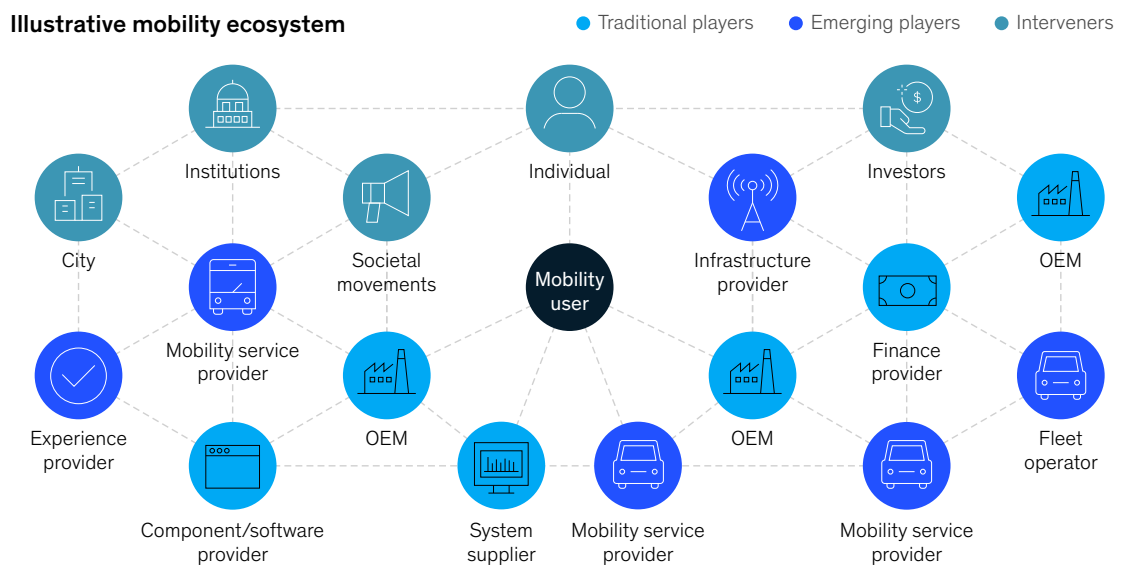 Illustrative mobility ecosystem
Traditional players
Emerging players
Interveners
$
Institutions
Individual
Investors
City
Societal
movements
Mobility
user
Infrastructure
provider
OEM
Mobility service
provider
Finance
provider
Experience
provider
OEM
OEM
Fleet
operator
Component/software
provider
System
supplier
Mobility service
provider
Mobility service
provider